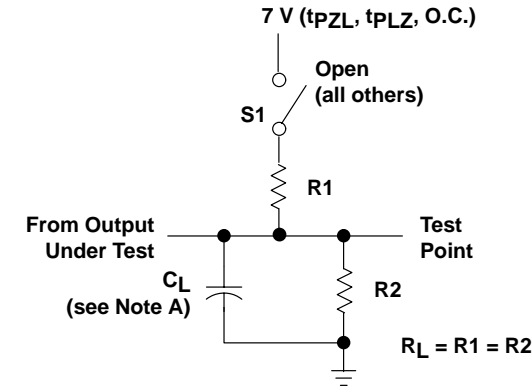 7 V (tPZL, tPLZ, O.C.)
Open
(all others)
S1
R1
From Output
Under Test
Test
Point
CL
(see Note A)
R2
RL = R1 = R2